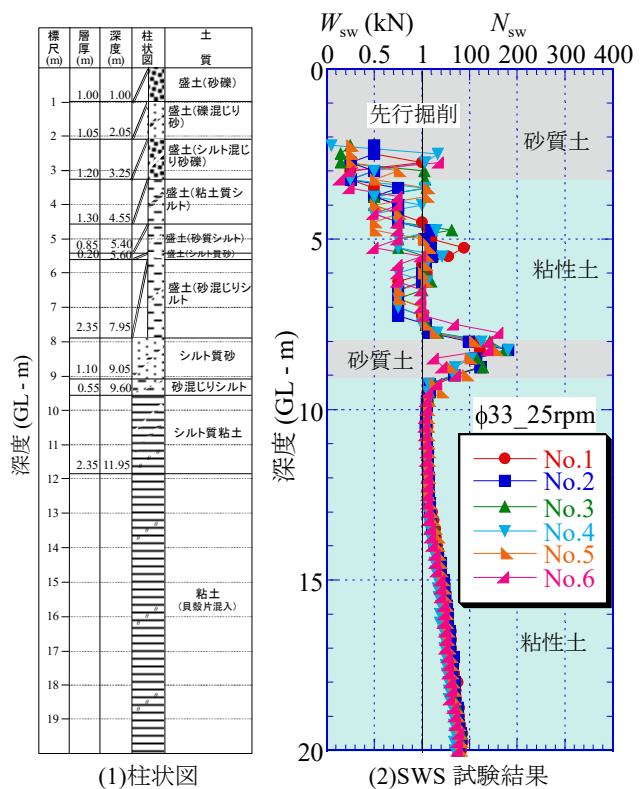 標尺(m) 層厚(m) 深度(m) 柱状図 土質
盛土(砂礫)
1.00 1.00
1
盛土(礫混じり砂)
1.05 2.05
2
盛土(シルト混じり砂礫)
1.20 3.25
3
盛土(粘土質シルト)
4
1.30 4.55
盛土(砂質シルト)
5
0.85 5.40
盛土(シルト質砂)
0.20 5.60
6
盛土(砂混じりシルト)
7
2.35 7.95
8
シルト質砂
1.10 9.05
9
砂混じりシルト
0.55 9.60
10
シルト質粘土
11
2.35 11.95
12
13
14
15
粘土
(貝殻片混入)
16
17
18
19
深度(GL - m)
(1)柱状図
Wsw (kN) Nsw
0 0.5 1 100 200 300 400
0
先行掘削
砂質土
5
粘性土
砂質土
10
φ33_25rpm
No.1
No.2
No.3
No.4
No.5
No.6
15
粘性土
20
深度 (GL - m)
(2)SWS 試験結果